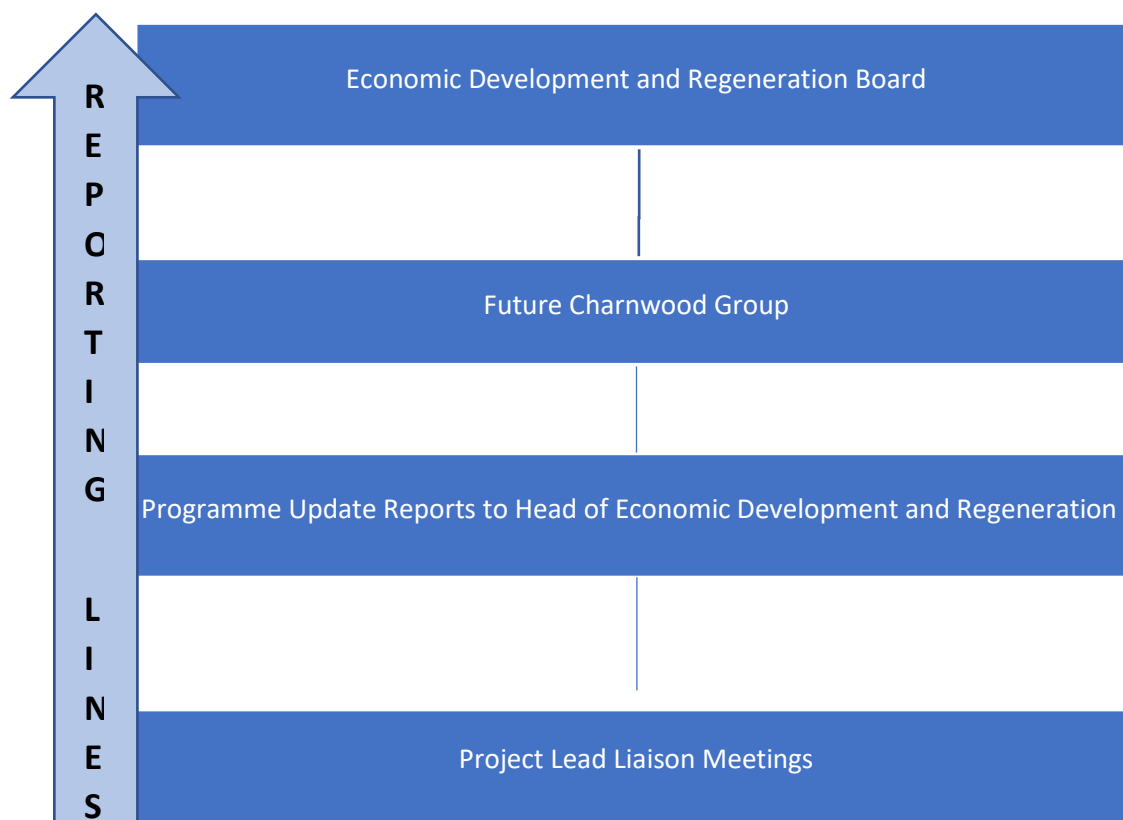 REPORTING LINES
Economic Development and Regeneration Board
Future Charnwood Group
Programme Update Reports to Head of Economic Development and Regeneration
Project Lead Liaison Meetings